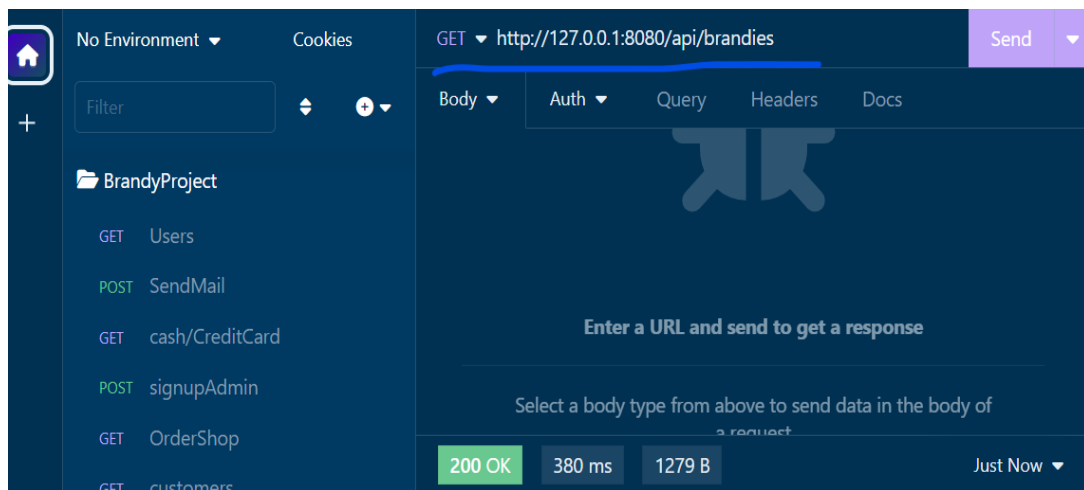 No Environment
Cookies
GET http://127.0.0.1:8080/api/brandies
Send
Filter
Body
Auth
Query
Headers
Docs
BrandyProject
GET Users
POST SendMail
GET cash/CreditCard
POST signupAdmin
GET OrderShop
GET customers
Enter a URL and send to get a response
Select a body type from above to send data in the body of
a request
200 OK
380 ms
1279 B
Just Now